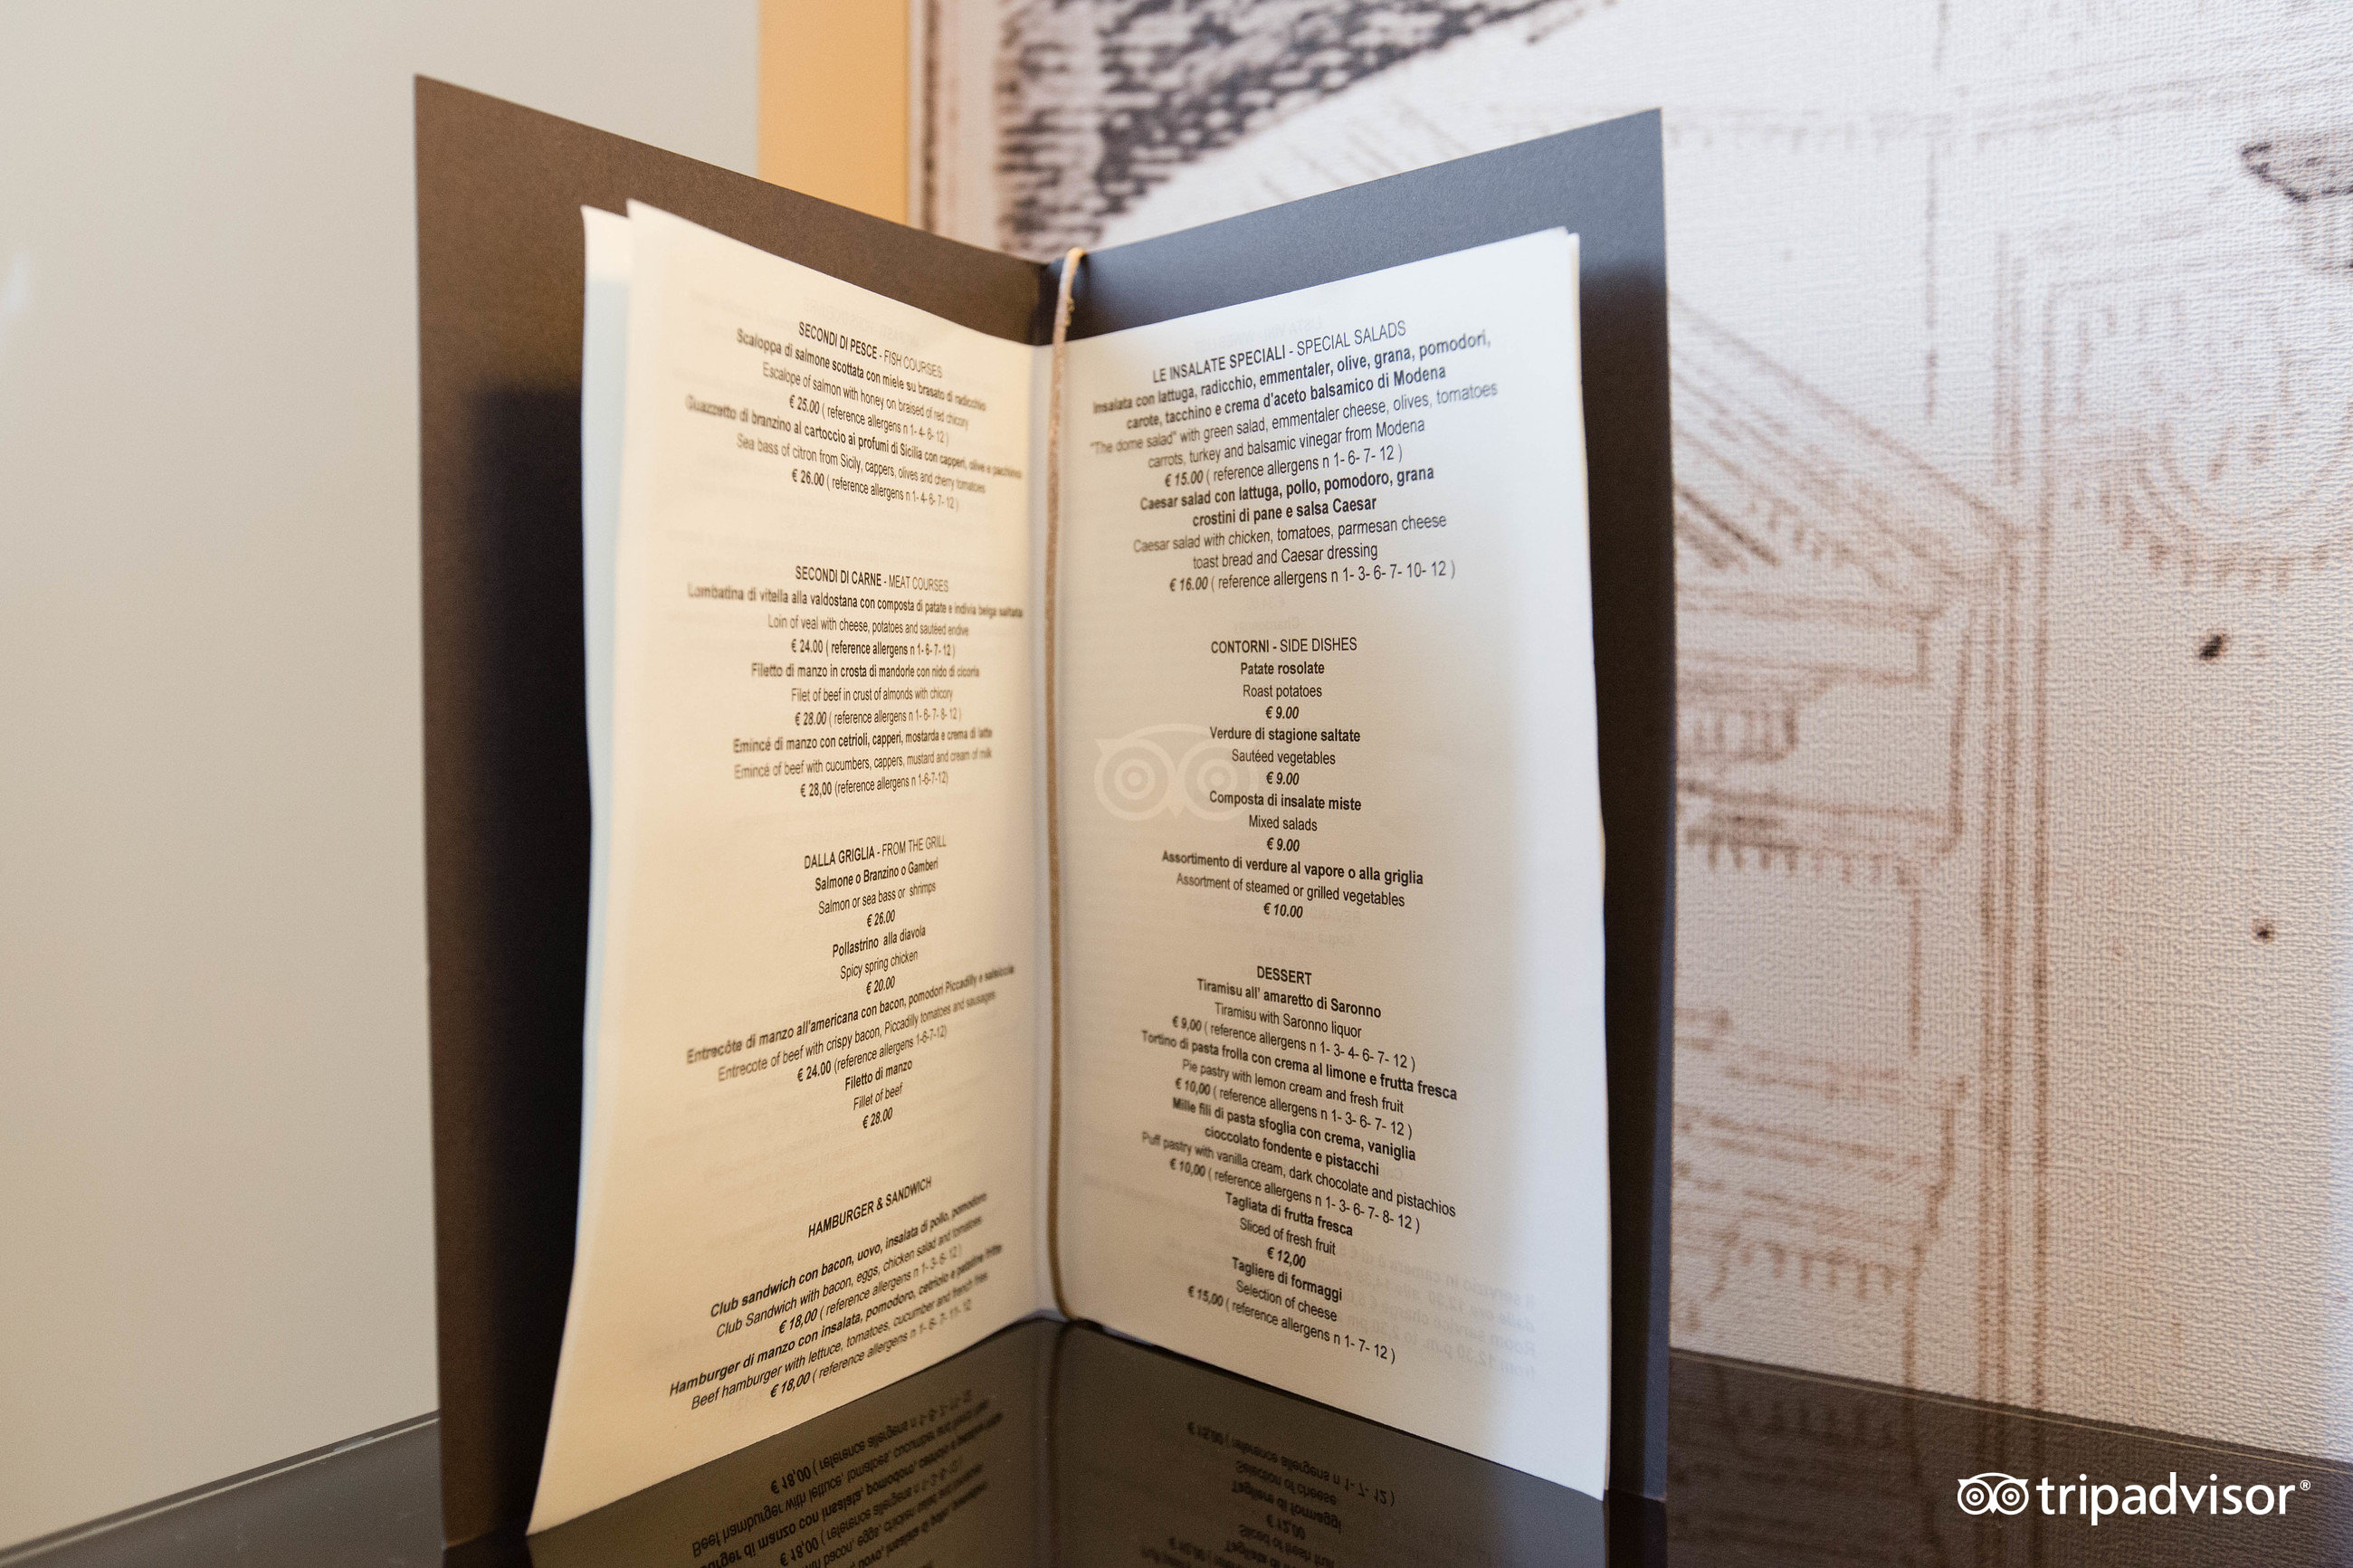 SECONDI DI PESCE - FISH COURSES
Scaloppa di salmone scottata con miele su brasato di radicchio
Escalope of salmon with honey on braised of red chicory
€ 25.00 ( reference allergens n 1- 4- 6- 12 )
Guazzetto di branzino al cartoccio ai profumi di Sicilia con capperi, olive e pachino
Sea bass of citron from Sicily, cappers, olives and cherry tomatoes
€ 26.00 ( reference allergens n 1- 4- 6- 7- 12 )
SECONDI DI CARNE - MEAT COURSES
Lombatina di vitella alla valdostana con composta di patate e indivia belga saltata
Loin of veal with cheese, potatoes and sautéed endive
€ 24.00 ( reference allergens n 1- 6- 7- 12 )
Filetto di manzo in crosta di mandorle con nido di cicoria
Filet of beef in crust of almonds with chicory
€ 28.00 ( reference allergens n 1- 6- 7- 8- 12 )
Emincé di manzo con cetrioli, capperi, mostarda e crema di latte
Emincé of beef with cucumbers, cappers, mustard and cream of milk
€ 28,00 (reference allergens n 1-6-7-12)
DALLA GRIGLIA - FROM THE GRILL
Salmone o Branzino o Gamberi
Salmon or sea bass or shrimps
€ 26.00
Pollastrino alla diavola
Spicy spring chicken
€ 20.00
Entrecôte di manzo all'americana con bacon, pomodori Piccadilly e salsiccia
Entrecote of beef with crispy bacon, Piccadilly tomatoes and sausages
€ 24.00 (reference allergens 1-6-7-12)
Filetto di manzo
Fillet of beef
€ 28.00
HAMBURGER & SANDWICH
Club sandwich con bacon, uovo, insalata di pollo, pomodoro
Club Sandwich with bacon, eggs, chicken salad and tomatoes
€ 18,00 ( reference allergens n 1- 3- 6- 12 )
Hamburger di manzo con insalata, pomodoro, cetriolo e patatine fritte
Beef hamburger with lettuce, tomatoes, cucumber and french fries
€ 18,00 ( reference allergens n 1- 6- 7- 11- 12
LE INSALATE SPECIALI - SPECIAL SALADS
Insalata con lattuga, radicchio, emmentaler, olive, grana, pomodori,
carote, tacchino e crema d'aceto balsamico di Modena
"The dome salad" with green salad, emmentaler cheese, olives, tomatoes
carrots, turkey and balsamic vinegar from Modena
€ 15.00 ( reference allergens n 1- 6- 7- 12 )
Caesar salad con lattuga, pollo, pomodoro, grana
crostini di pane e salsa Caesar
Caesar salad with chicken, tomatoes, parmesan cheese
toast bread and Caesar dressing
€ 16.00 ( reference allergens n 1- 3- 6- 7- 10- 12 )
CONTORNI - SIDE DISHES
Patate rosolate
Roast potatoes
€ 9.00
Verdure di stagione saltate
Sautéed vegetables
€ 9.00
Composta di insalate miste
Mixed salads
€ 9.00
Assortimento di verdure al vapore o alla griglia
Assortment of steamed or grilled vegetables
€ 10.00
DESSERT
Tiramisu all' amaretto di Saronno
Tiramisu with Saronno liquor
€ 9,00 ( reference allergens n 1- 3- 4- 6- 7- 12 )
Tortino di pasta frolla con crema al limone e frutta fresca
Pie pastry with lemon cream and fresh fruit
€ 10,00 ( reference allergens n 1- 3- 6- 7- 12 )
Mille fili di pasta sfoglia con crema, vaniglia
cioccolato fondente e pistacchi
Puff pastry with vanilla cream, dark chocolate and pistachios
€ 10,00 ( reference allergens n 1- 3- 6- 7- 8- 12 )
Tagliata di frutta fresca
Sliced of fresh fruit
€ 12,00
Tagliere di formaggi
Selection of cheese
€ 15,00 ( reference allergens n 1- 7- 12 )
tripadvisor®